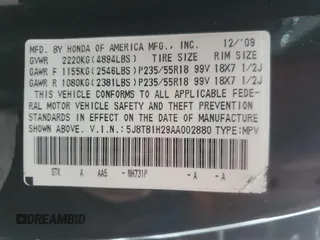 MFD. BY HONDA OF AMERICA MFG., INC. 12/'09
GVWR 2220KG(4894LBS) TIRE SIZE RIM SIZE
GAWR F 1155KG(2546LBS)P235/55R18 99V 18X7 1/2J
GAWR R 1080KG(2381LBS)P235/55R18 99V 18X7 1/2J
THIS VEHICLE CONFORMS TO ALL APPLICABLE FEDE-
RAL MOTOR VEHICLE SAFETY AND THEFT PREVENTION
STANDARDS IN EFFECT ON THE DATE OF MANUFACTURE
SHOWN ABOVE. V.I.N.:5J8TB1H29AA002880 TYPE:MPV
STK A AA5 - NH731P - A - A
DREAMBID